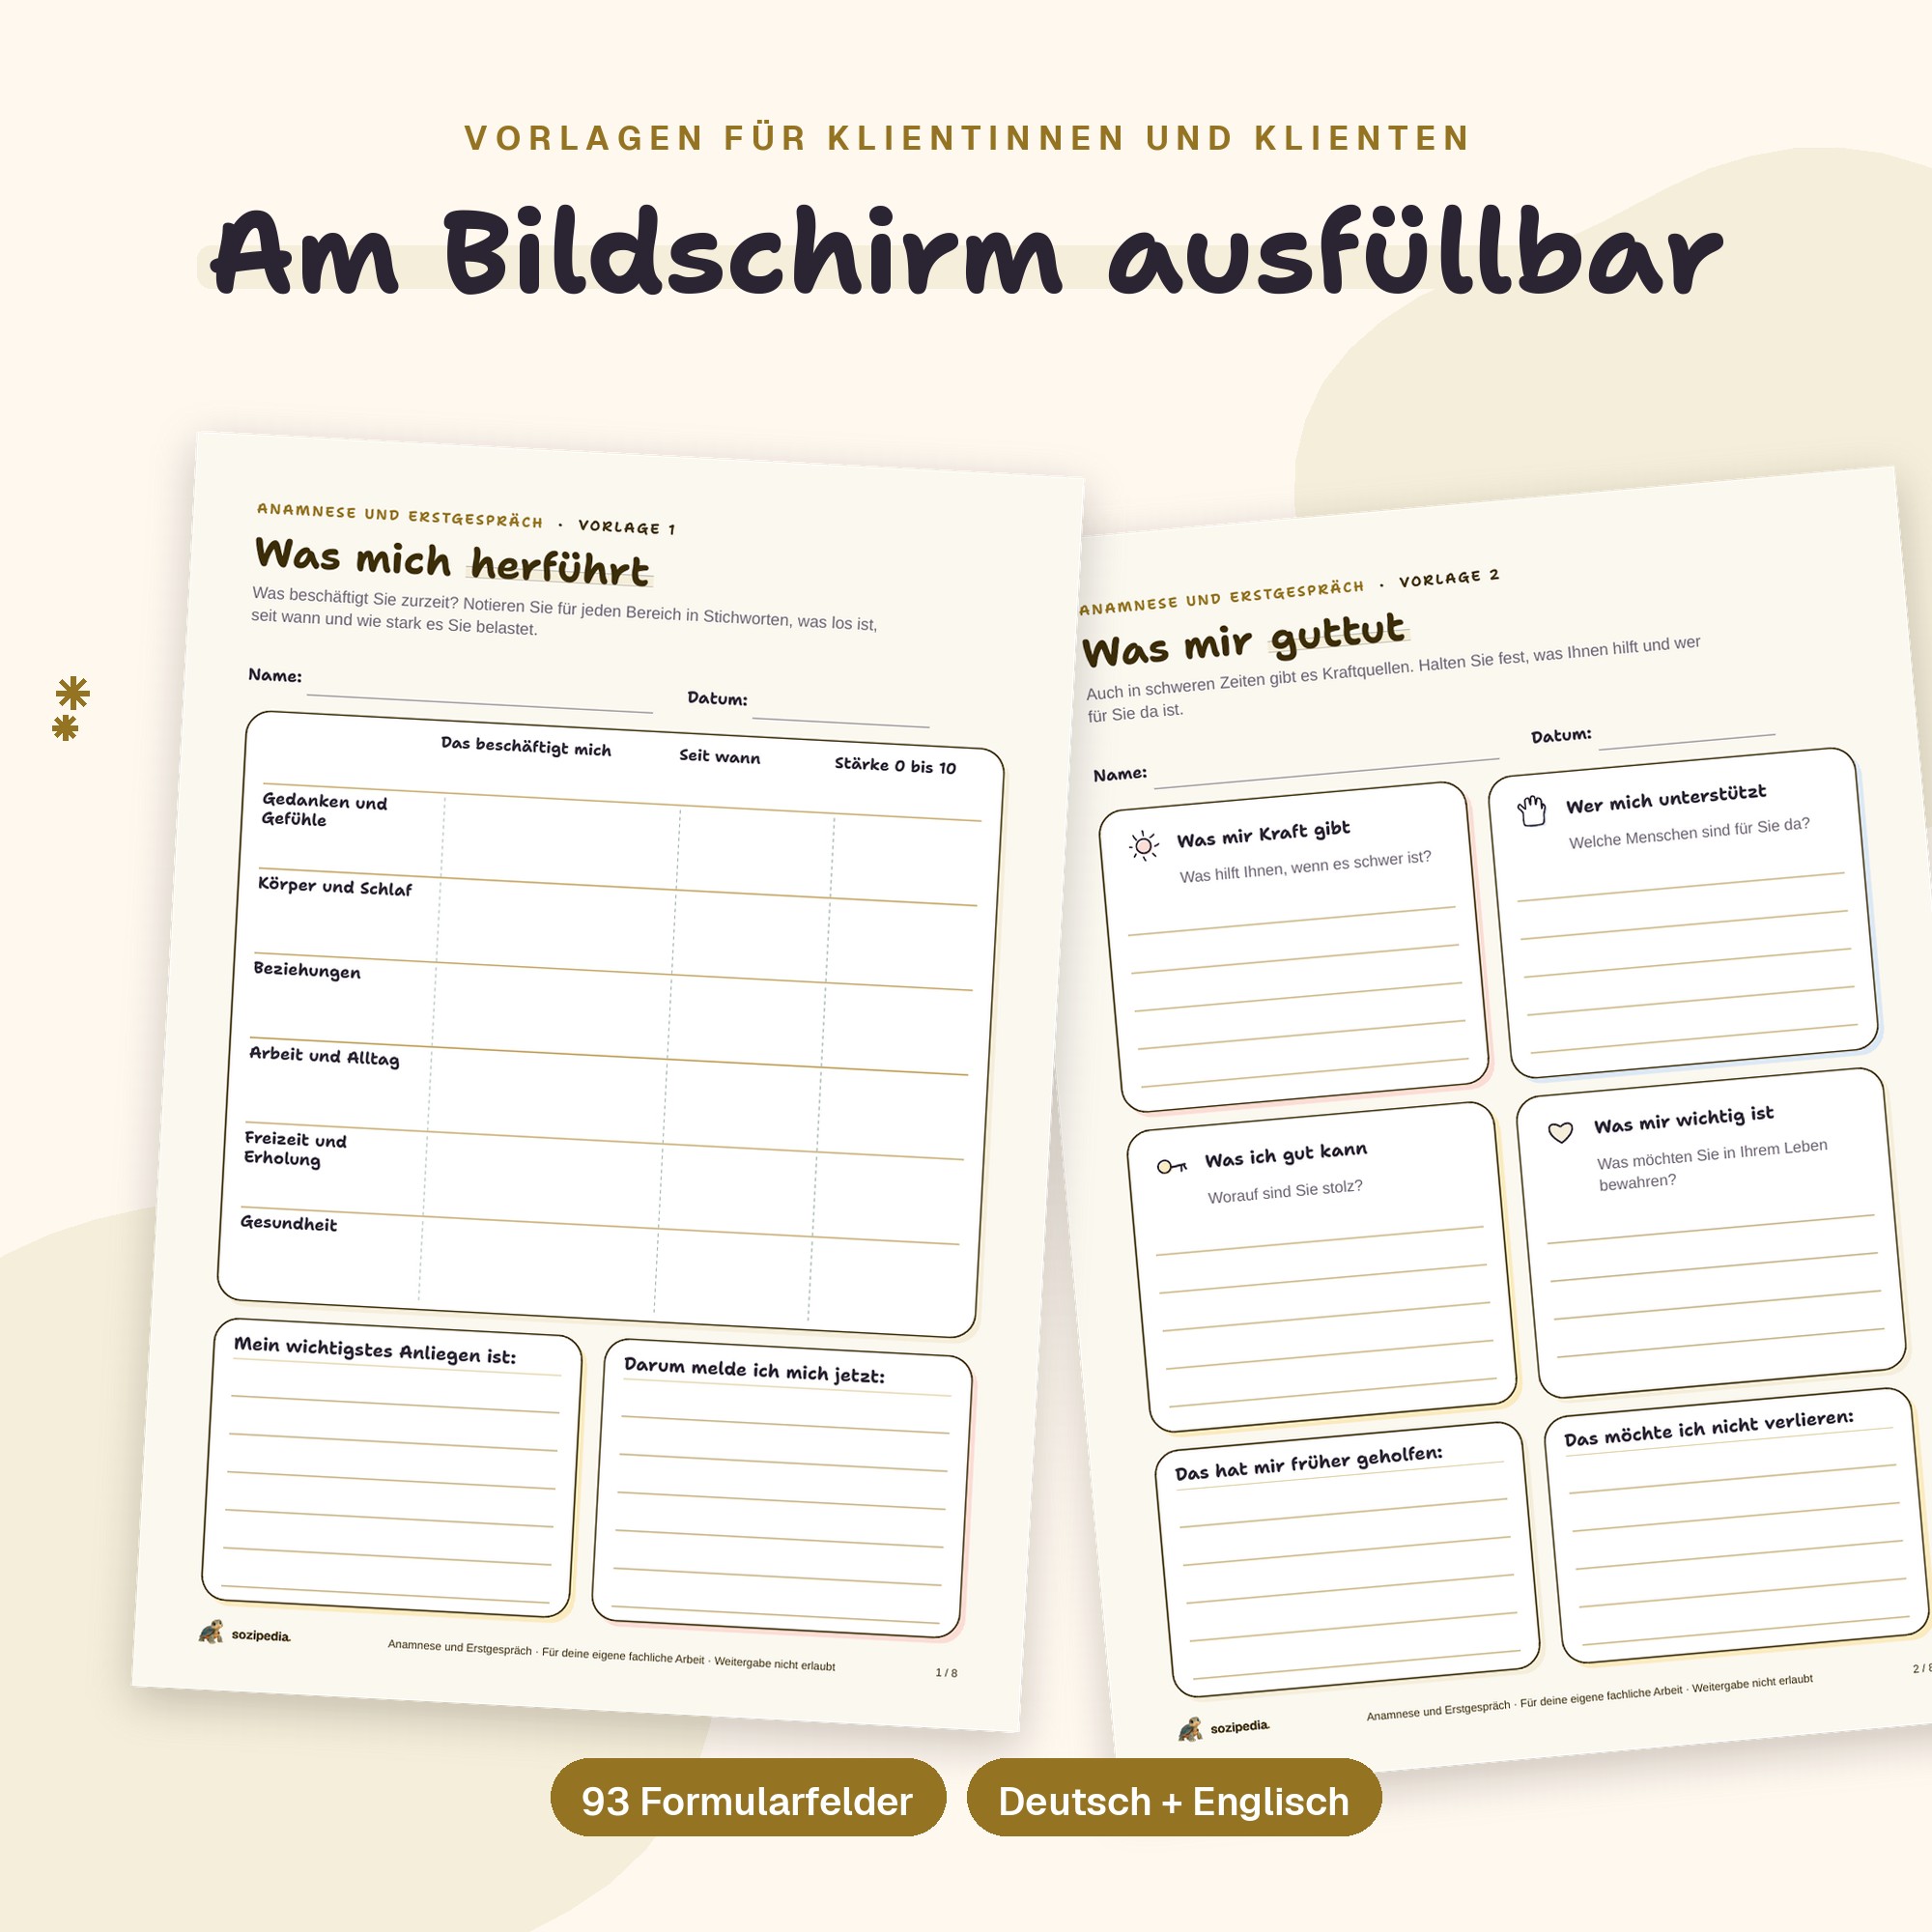 VORLAGEN FÜR KLIENTINNEN UND KLIENTEN
Am Bildschirm ausfüllbar
ANAMNESE UND ERSTGESPRÄCH · VORLAGE 1
Was mich herführt
Was beschäftigt Sie zurzeit? Notieren Sie für jeden Bereich in Stichworten, was los ist,
seit wann und wie stark es Sie belastet.
Name:
Datum:
Das beschäftigt mich
Seit wann
Stärke 0 bis 10
Gedanken und
Gefühle
Körper und Schlaf
Beziehungen
Arbeit und Alltag
Freizeit und
Erholung
Gesundheit
Mein wichtigstes Anliegen ist:
Darum melde ich mich jetzt:
sozipedia.
Anamnese und Erstgespräch · Für deine eigene fachliche Arbeit · Weitergabe nicht erlaubt
1 / 8
ANAMNESE UND ERSTGESPRÄCH · VORLAGE 2
Was mir guttut
Auch in schweren Zeiten gibt es Kraftquellen. Halten Sie fest, was Ihnen hilft und wer
für Sie da ist.
Name:
Datum:
Was mir Kraft gibt
Was hilft Ihnen, wenn es schwer ist?
Wer mich unterstützt
Welche Menschen sind für Sie da?
Was ich gut kann
Worauf sind Sie stolz?
Was mir wichtig ist
Was möchten Sie in Ihrem Leben
bewahren?
Das hat mir früher geholfen:
Das möchte ich nicht verlieren:
sozipedia.
Anamnese und Erstgespräch · Für deine eigene fachliche Arbeit · Weitergabe nicht erlaubt
2 / 8
93 Formularfelder
Deutsch + Englisch